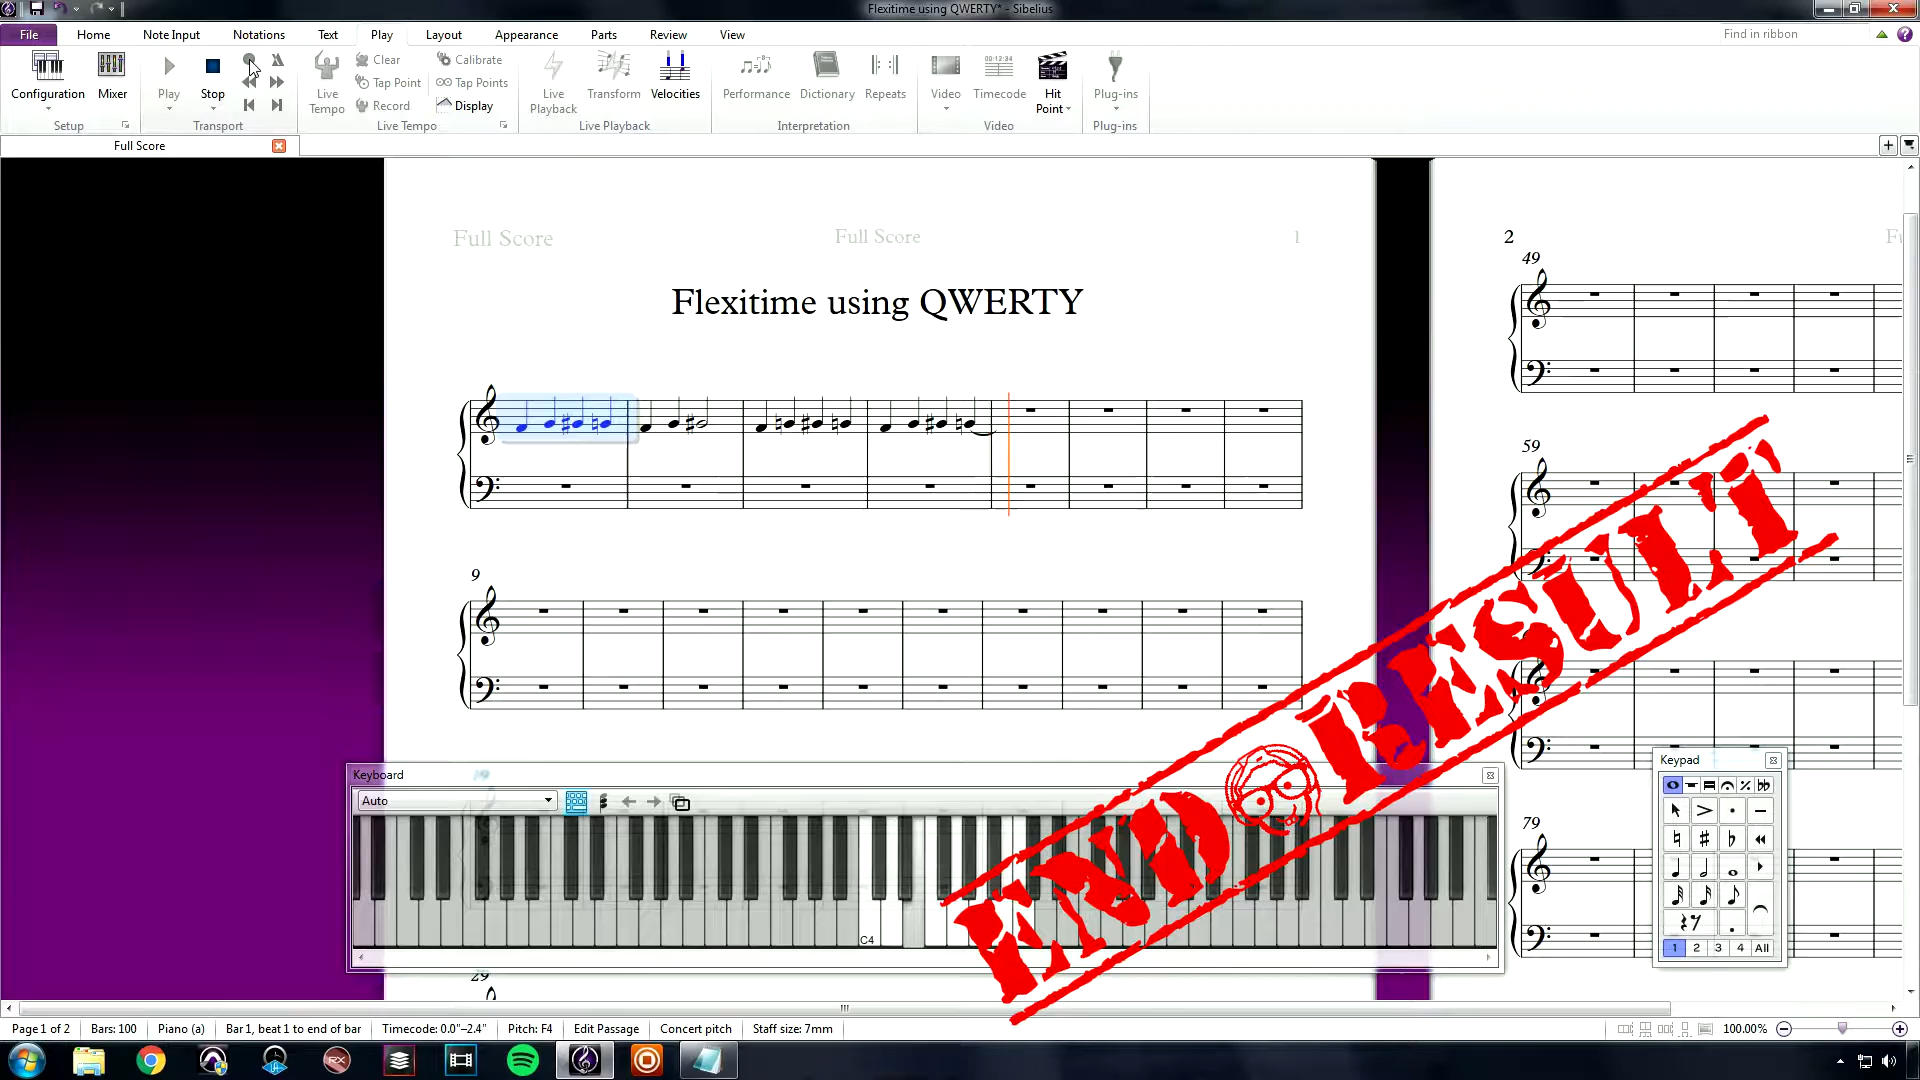 Flexitime using QWERTY* - Sibelius
File Home Note Input Notations Text Play Layout Appearance Parts Review View Find in ribbon
Configuration Mixer Play Stop Live Tempo Clear Tap Point Record Calibrate Tap Points Display Live Playback Transform Velocities Performance Dictionary Repeats Video Timecode Hit Point Plug-ins
Setup Transport Live Tempo Live Playback Interpretation Video Plug-ins
Full Score
Full Score Full Score 1
2
49
Flexitime using QWERTY
59
9
END RESULT
Keyboard
Auto
C4
Keypad
1 2 3 4 All
79
29
Page 1 of 2 Bars: 100 Piano (a) Bar 1, beat 1 to end of bar Timecode: 0.0"–2.4" Pitch: F4 Edit Passage Concert pitch Staff size: 7mm 100.00%
RX